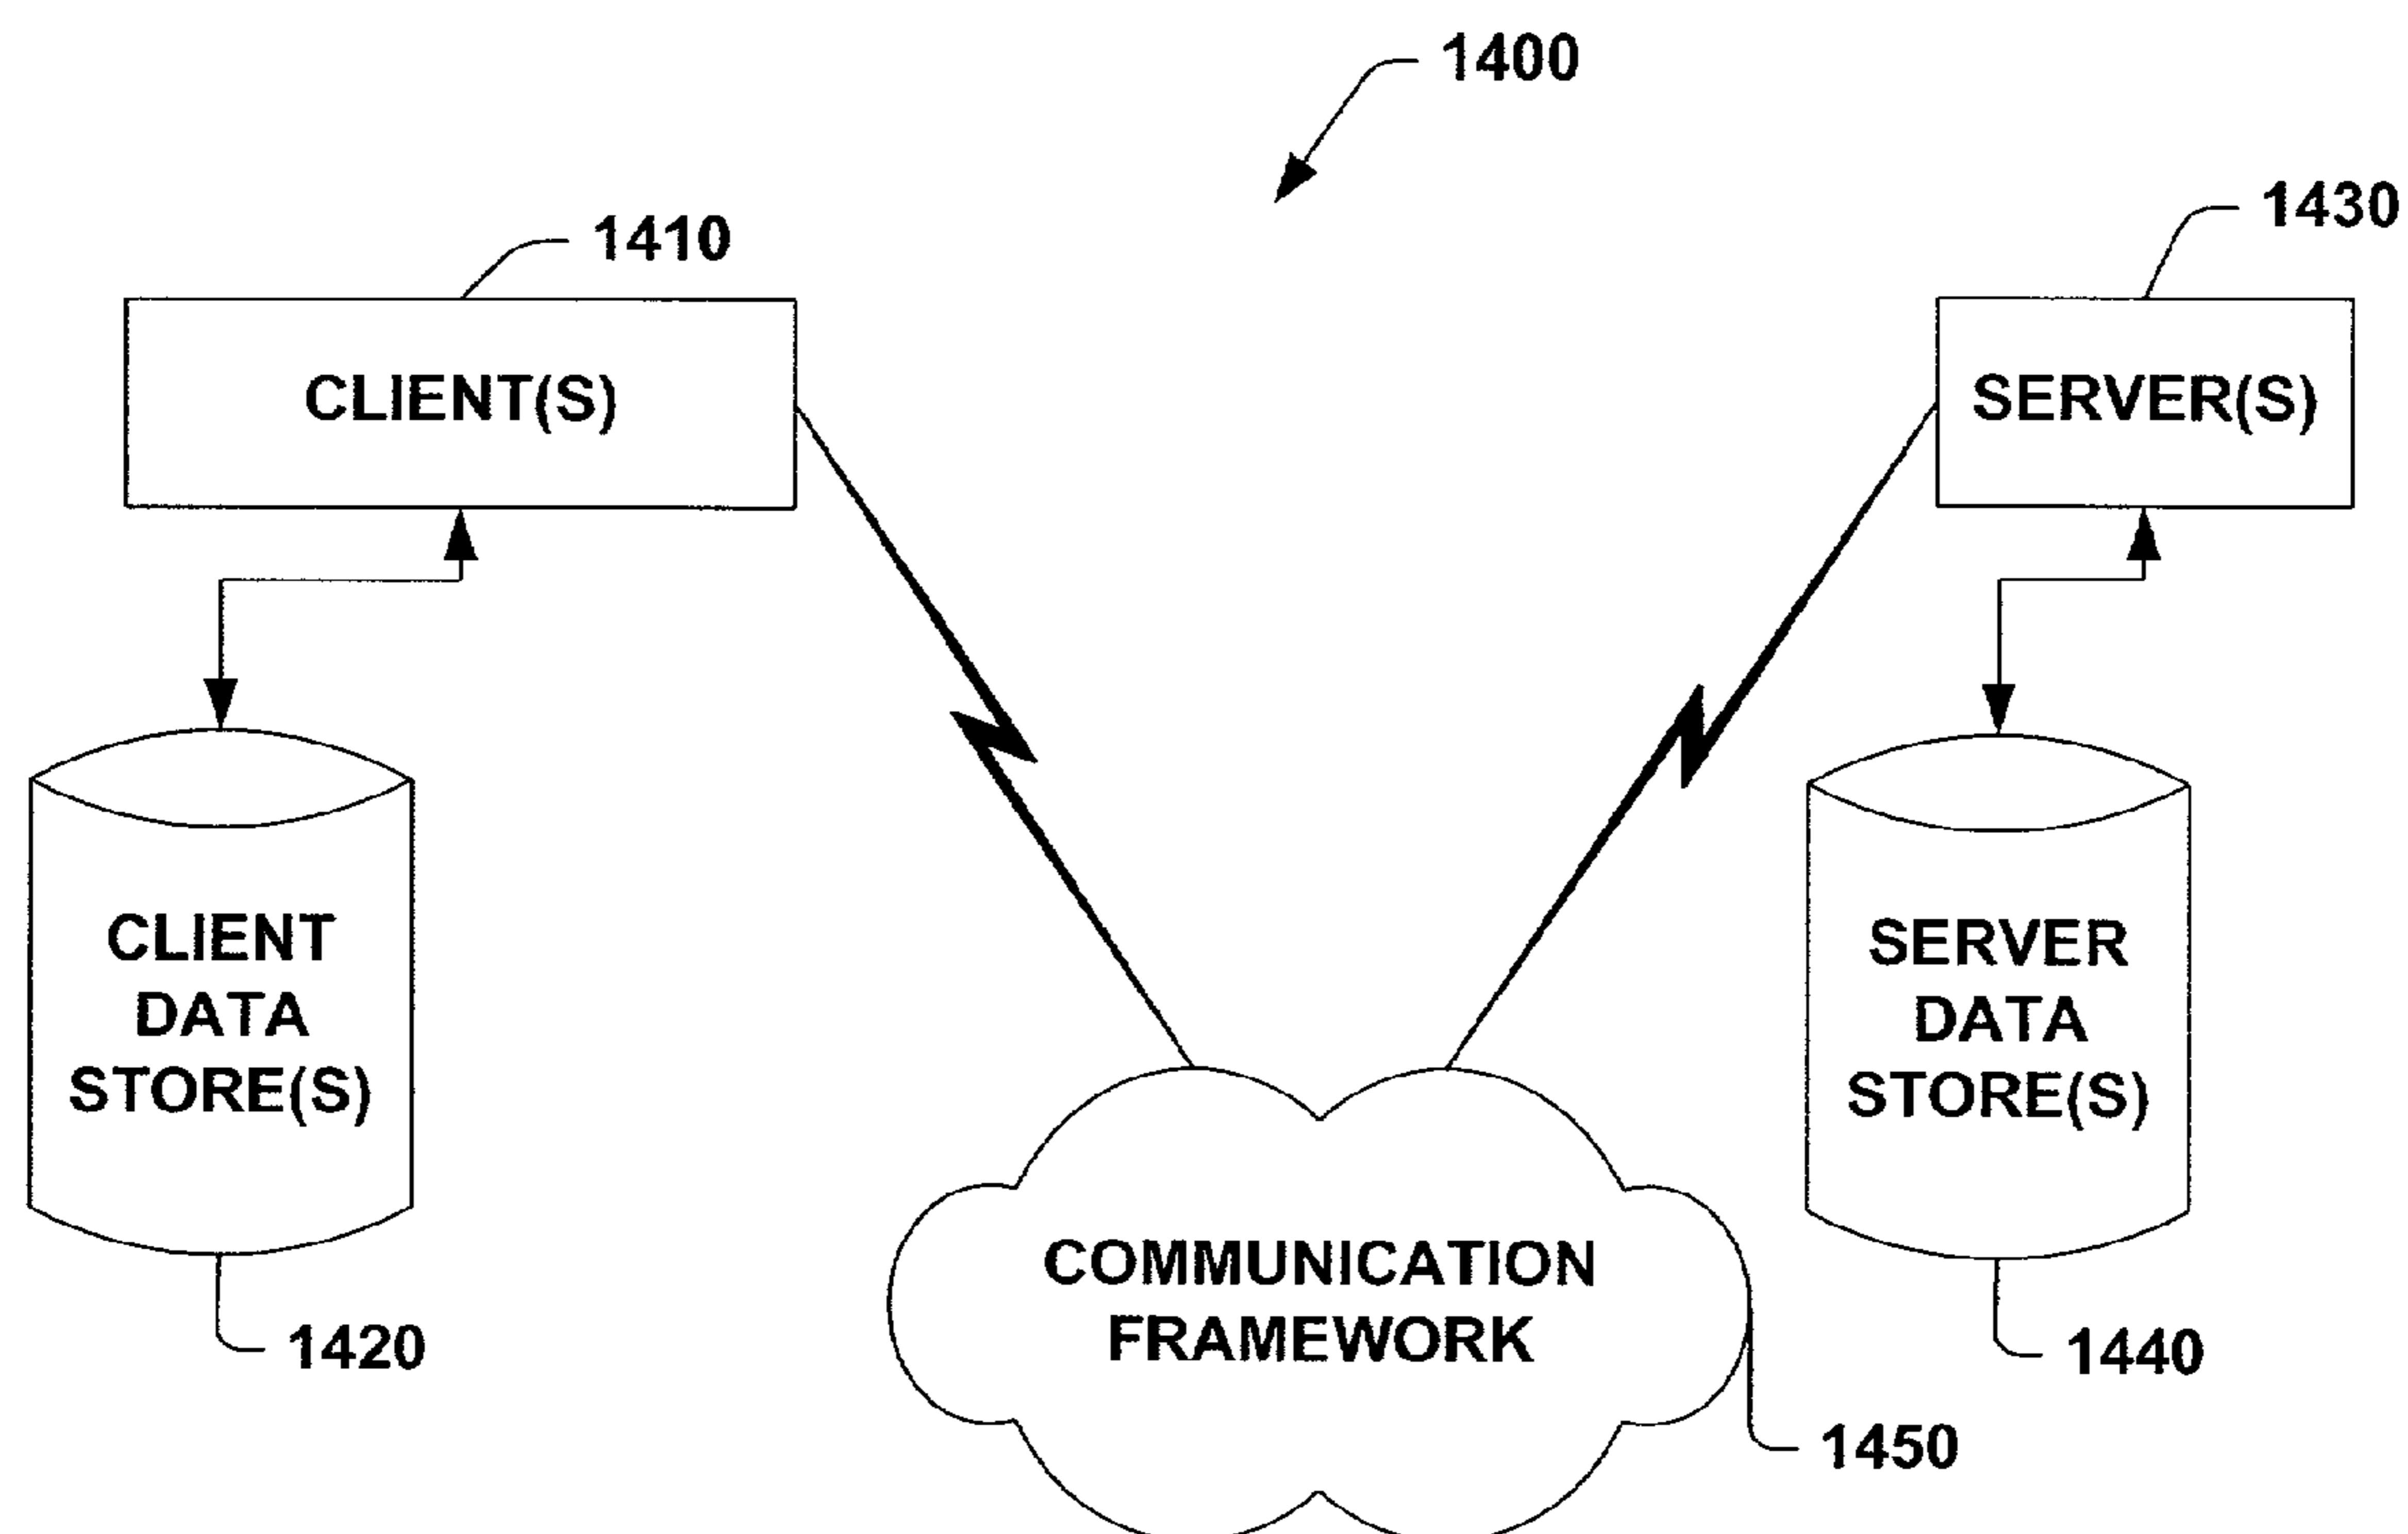 1400
1410
1430
CLIENT(S)
SERVER(S)
CLIENT
DATA
STORE(S)
SERVER
DATA
STORE(S)
COMMUNICATION
FRAMEWORK
1420
1440
1450